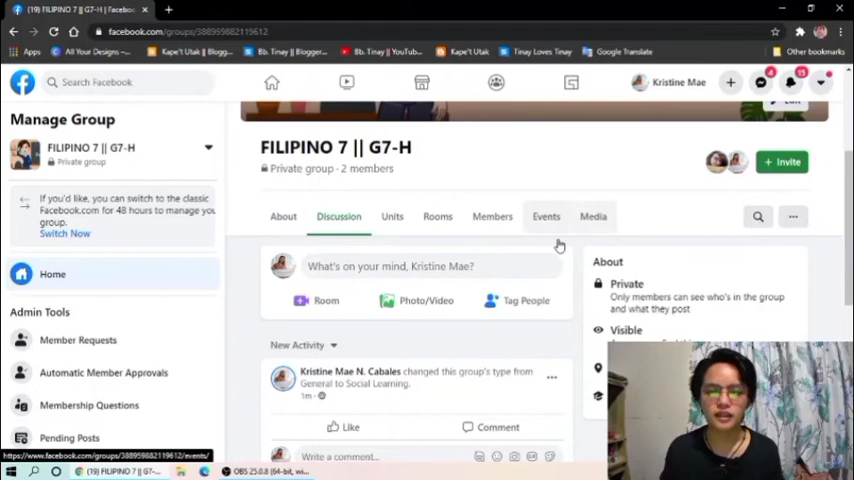 (19) FILIPINO 7 || G7-H | Facebo
facebook.com/groups/388959881119612
Apps
All Your Designs –...
Kape't Utak || Blogg...
Bb. Tinay || Blogger...
Bb. Tinay || YouTub...
Kape't Utak
Tinay Loves Tinay
Google Translate
Other bookmarks
Search Facebook
Kristine Mae
4
15
Manage Group
Edit
FILIPINO 7 || G7-H
Private group
FILIPINO 7 || G7-H
Private group · 2 members
+ Invite
If you'd like, you can switch to the classic
Facebook.com for 48 hours to manage you
group.
Switch Now
About
Discussion
Units
Rooms
Members
Events
Media
Home
What's on your mind, Kristine Mae?
Room
Photo/Video
Tag People
About
Private
Only members can see who's in the group
and what they post
Visible
Admin Tools
Member Requests
Automatic Member Approvals
Membership Questions
Pending Posts
New Activity
Kristine Mae N. Cabales changed this group's type from
General to Social Learning.
1m ·
Like
Comment
Write a comment...
https://www.facebook.com/groups/388959881119612/events/
(19) FILIPINO 7 || G7-...
OBS 25.0.8 (64-bit, wi...